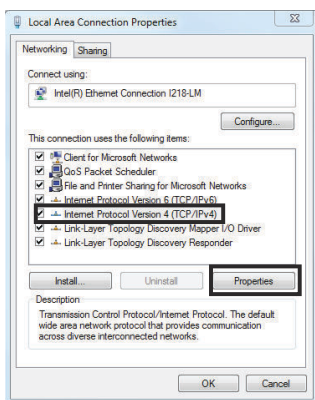 Local Area Connection Properties
Networking Sharing
Connect using:
Intel(R) Ethernet Connection I218-LM
Configure...
This connection uses the following items:
Client for Microsoft Networks
QoS Packet Scheduler
File and Printer Sharing for Microsoft Networks
Internet Protocol Version 6 (TCP/IPv6)
Internet Protocol Version 4 (TCP/IPv4)
Link-Layer Topology Discovery Mapper I/O Driver
Link-Layer Topology Discovery Responder
Install... Uninstall Properties
Description
Transmission Control Protocol/Internet Protocol. The default
wide area network protocol that provides communication
across diverse interconnected networks.
OK Cancel